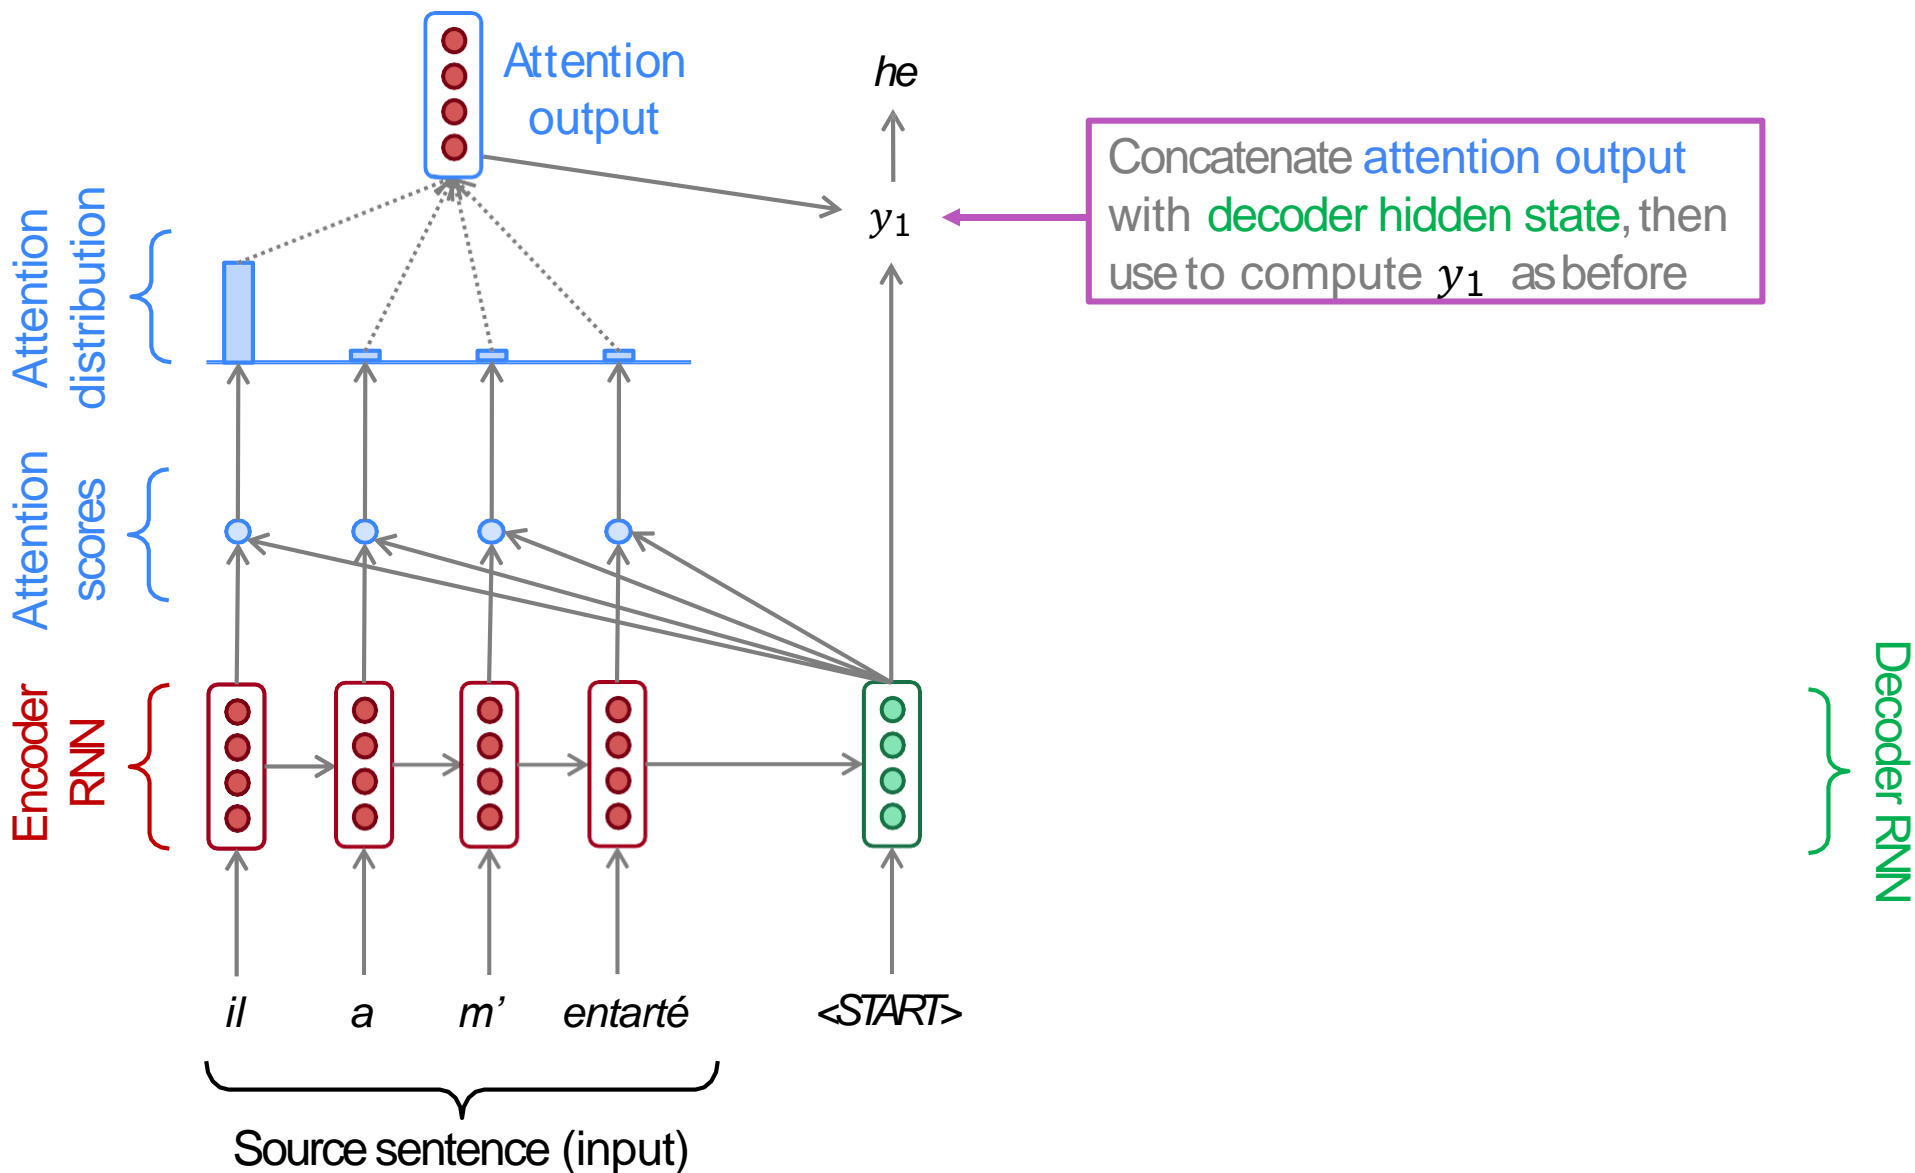 Attention
output
he
Concatenate attention output
with decoder hidden state, then
use to compute y₁ as before
y₁
Attention
distribution
Attention
scores
Encoder
RNN
Decoder RNN
il a m’ entarté <START>
Source sentence (input)